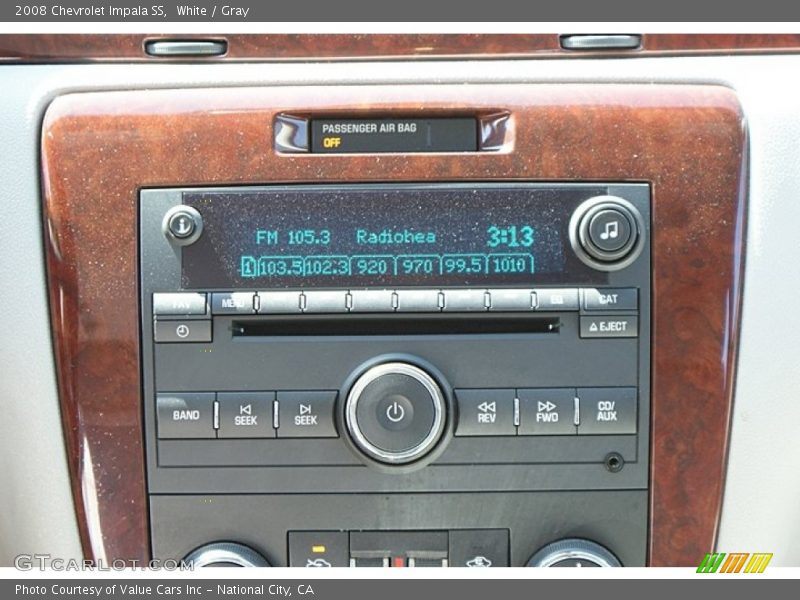 2008 Chevrolet Impala SS, White / Gray
PASSENGER AIR BAG
OFF
i
FM 105.3 Radiohea 3:13
1 103.5 102.3 920 970 99.5 1010
FAV MENU CAT
EJECT
BAND SEEK SEEK REV FWD CD/
AUX
GTCARLOT.COM
Photo Courtesy of Value Cars Inc - National City, CA